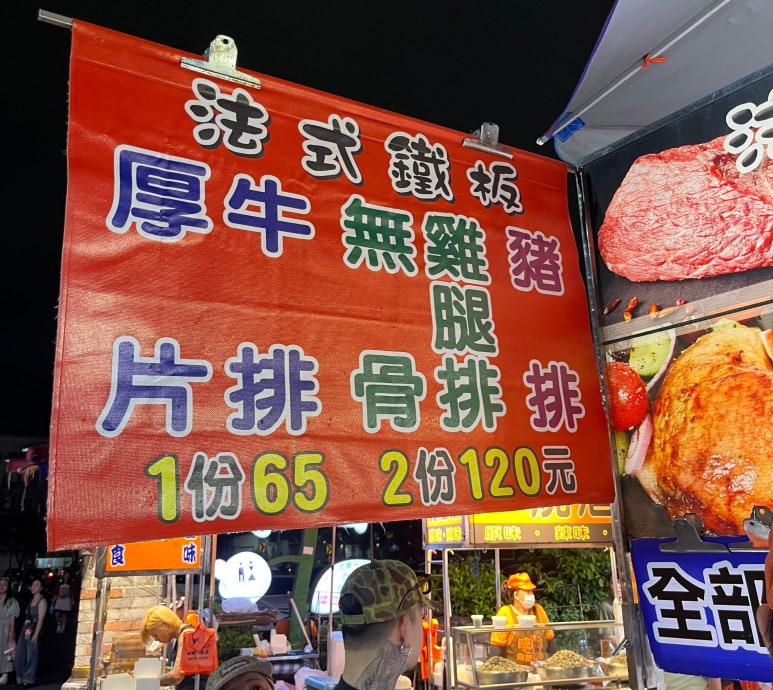 法式鐵板
厚片
牛排
無骨
雞腿排
豬排
1份65 2份120元
全部
原味 · 辣味